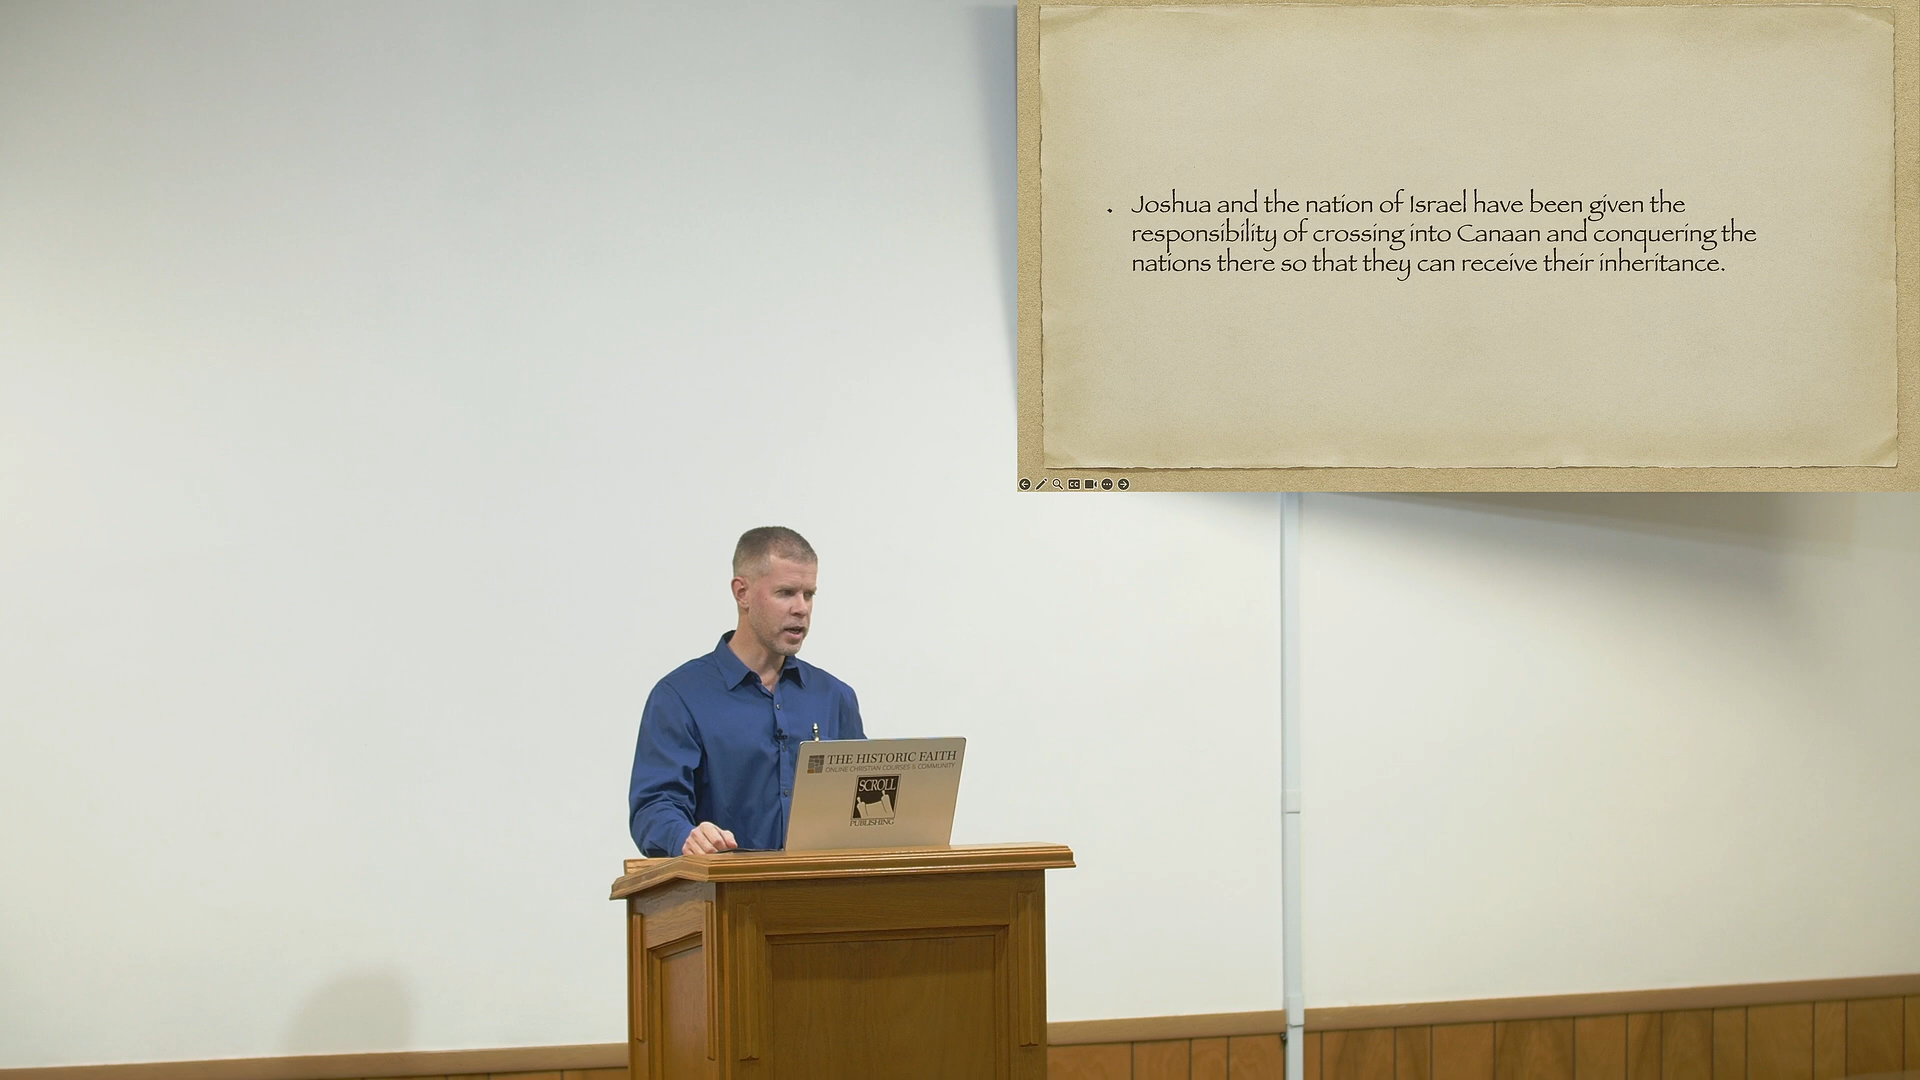 . Joshua and the nation of Israel have been given the
responsibility of crossing into Canaan and conquering the
nations there so that they can receive their inheritance.
CC
THE HISTORIC FAITH
ONLINE CHRISTIAN COURSES & COMMUNITY
SCROLL
PUBLISHING